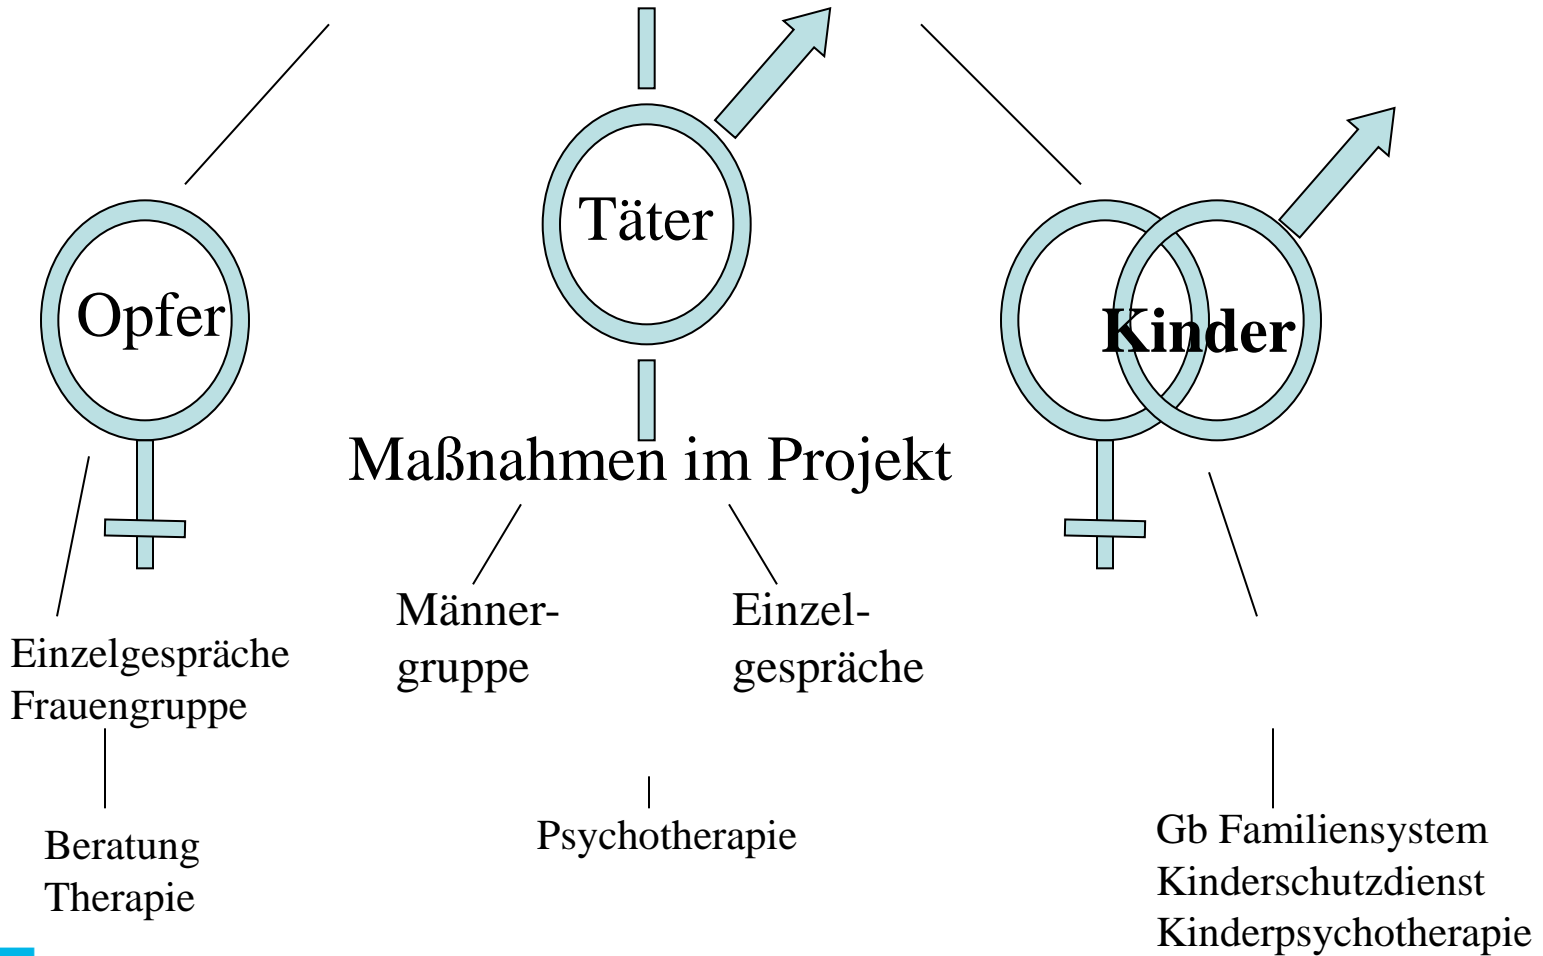 Täter
Opfer
Kinder
Maßnahmen im Projekt
Männer-
gruppe
Einzel-
gespräche
Einzelgespräche
Frauengruppe
Beratung
Therapie
Psychotherapie
Gb Familiensystem
Kinderschutzdienst
Kinderpsychotherapie